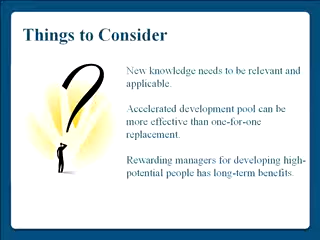 Things to Consider
New knowledge needs to be relevant and
applicable.
Accelerated development pool can be
more effective than one-for-one
replacement.
Rewarding managers for developing high-
potential people has long-term benefits.